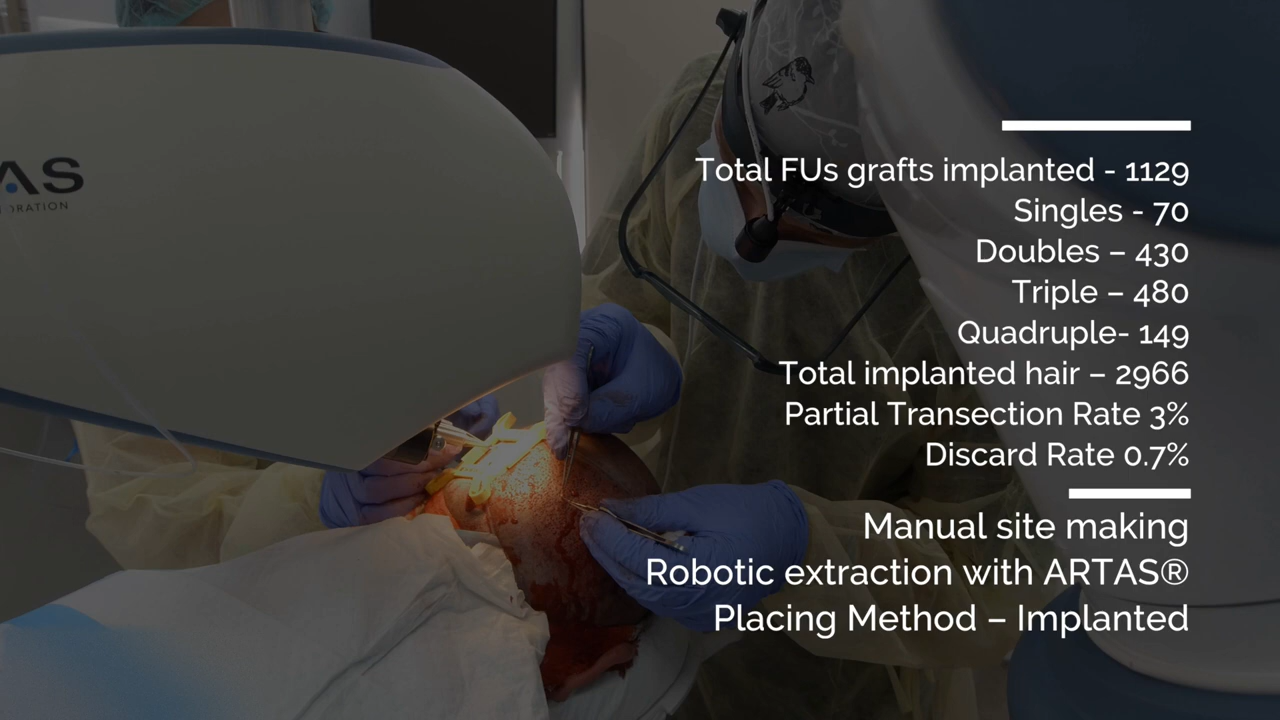 AS
ORATION
Total FUs grafts implanted - 1129
Singles - 70
Doubles – 430
Triple – 480
Quadruple- 149
Total implanted hair – 2966
Partial Transection Rate 3%
Discard Rate 0.7%
Manual site making
Robotic extraction with ARTAS®
Placing Method – Implanted